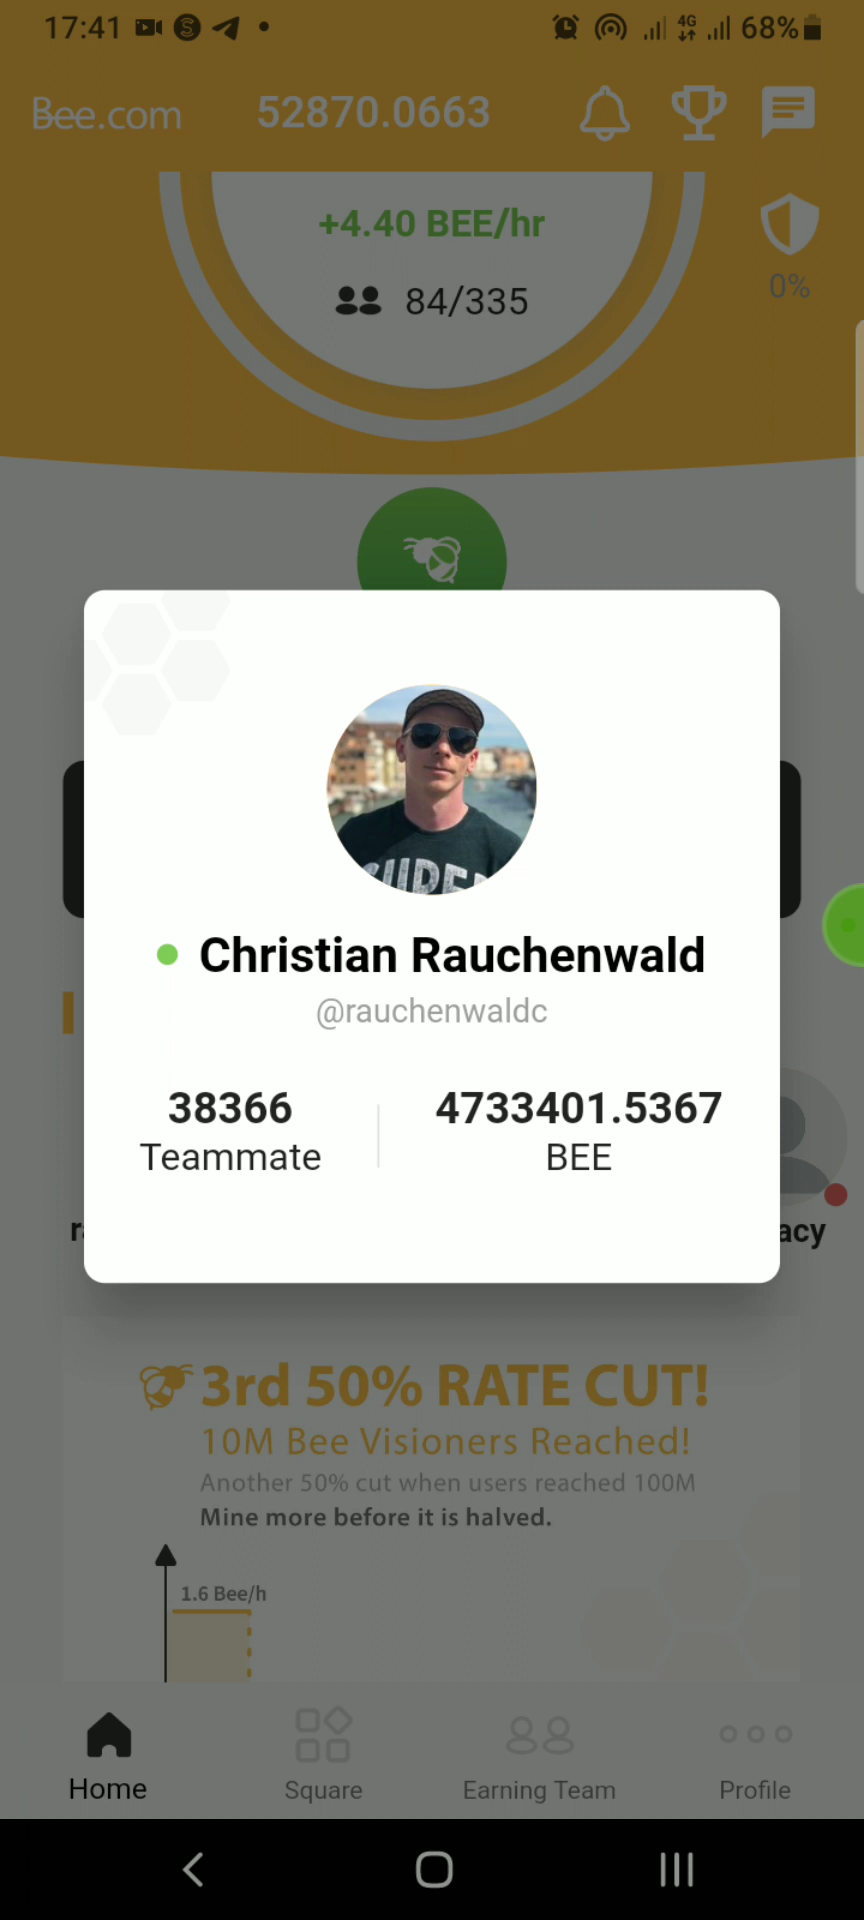 17:41 4G 68%
Bee.com 52870.0663
+4.40 BEE/hr
84/335
0%
Christian Rauchenwald
@rauchenwaldc
38366 4733401.5367
Teammate BEE
acy
3rd 50% RATE CUT!
10M Bee Visioners Reached!
Another 50% cut when users reached 100M
Mine more before it is halved.
1.6 Bee/h
Home Square Earning Team Profile